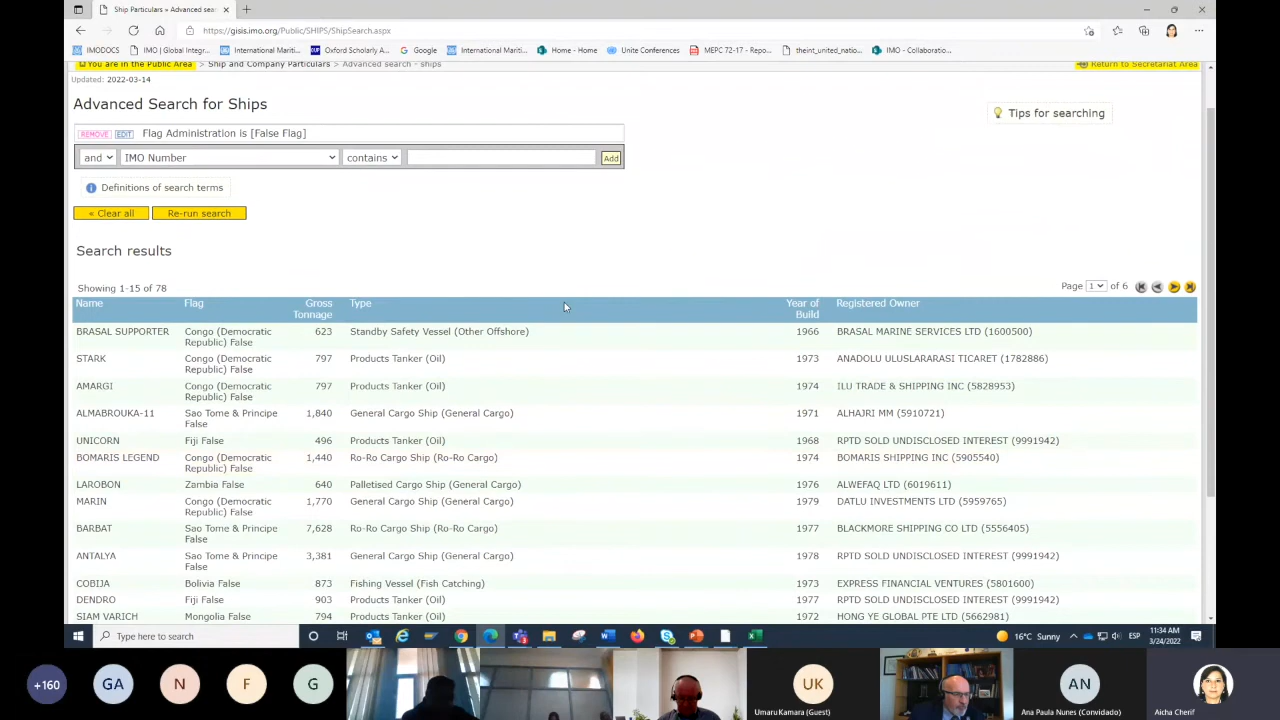 Ship Particulars » Advanced sear
https://gisis.imo.org/Public/SHIPS/ShipSearch.aspx
IMODOCS
IMO | Global Integr...
International Mariti...
Oxford Scholarly A...
Google
International Mariti...
Home - Home
Unite Conferences
MEPC 72-17 - Repo...
theint_united_natio...
IMO - Collaboratio...
You are in the Public Area > Ship and Company Particulars > Advanced search - ships
Return to Secretariat Area
Updated: 2022-03-14
Advanced Search for Ships
Tips for searching
REMOVE EDIT Flag Administration is [False Flag]
and IMO Number contains Add
Definitions of search terms
« Clear all Re-run search
Search results
Showing 1-15 of 78
Page 1 of 6
Name Flag Gross Tonnage Type Year of Build Registered Owner
BRASAL SUPPORTER Congo (Democratic Republic) False 623 Standby Safety Vessel (Other Offshore) 1966 BRASAL MARINE SERVICES LTD (1600500)
STARK Congo (Democratic Republic) False 797 Products Tanker (Oil) 1973 ANADOLU ULUSLARARASI TICARET (1782886)
AMARGI Congo (Democratic Republic) False 797 Products Tanker (Oil) 1974 ILU TRADE & SHIPPING INC (5828953)
ALMABROUKA-11 Sao Tome & Principe False 1,840 General Cargo Ship (General Cargo) 1971 ALHAJRI MM (5910721)
UNICORN Fiji False 496 Products Tanker (Oil) 1968 RPTD SOLD UNDISCLOSED INTEREST (9991942)
BOMARIS LEGEND Congo (Democratic Republic) False 1,440 Ro-Ro Cargo Ship (Ro-Ro Cargo) 1974 BOMARIS SHIPPING INC (5905540)
LAROBON Zambia False 640 Palletised Cargo Ship (General Cargo) 1976 ALWEFAQ LTD (6019611)
MARIN Congo (Democratic Republic) False 1,770 General Cargo Ship (General Cargo) 1979 DATLU INVESTMENTS LTD (5959765)
BARBAT Sao Tome & Principe False 7,628 Ro-Ro Cargo Ship (Ro-Ro Cargo) 1977 BLACKMORE SHIPPING CO LTD (5556405)
ANTALYA Sao Tome & Principe False 3,381 General Cargo Ship (General Cargo) 1978 RPTD SOLD UNDISCLOSED INTEREST (9991942)
COBIJA Bolivia False 873 Fishing Vessel (Fish Catching) 1973 EXPRESS FINANCIAL VENTURES (5801600)
DENDRO Fiji False 903 Products Tanker (Oil) 1977 RPTD SOLD UNDISCLOSED INTEREST (9991942)
SIAM VARICH Mongolia False 794 Products Tanker (Oil) 1972 HONG YE GLOBAL PTE LTD (5662981)
Type here to search
16°C Sunny
ESP
11:34 AM
3/24/2022
+160
GA
N
F
G
UK
Umaru Kamara (Guest)
AN
Ana Paula Nunes (Convidado)
Aicha Cherif